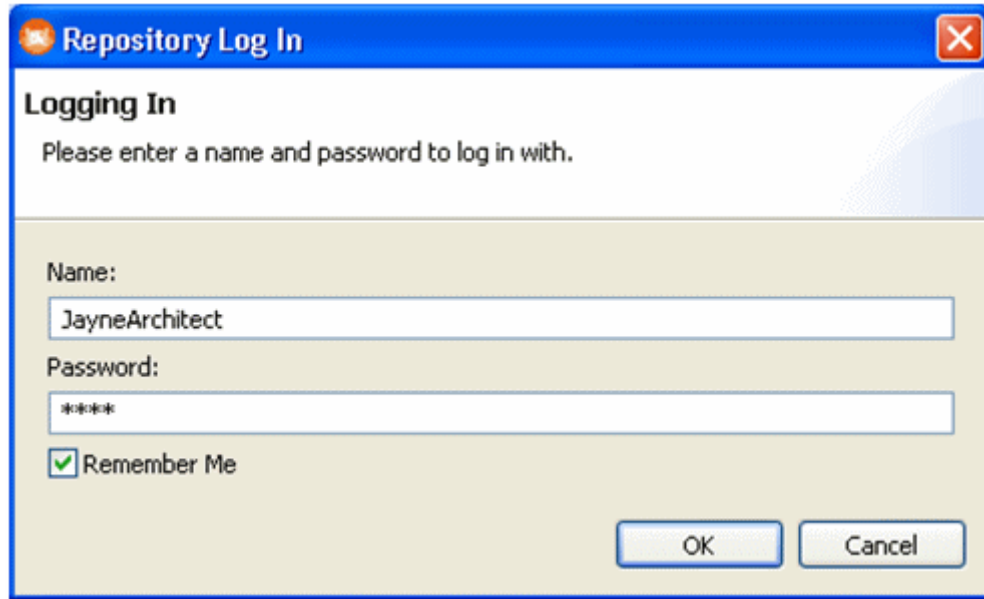 Repository Log In
Logging In
Please enter a name and password to log in with.
Name:
JayneArchitect
Password:
****
Remember Me
OK
Cancel